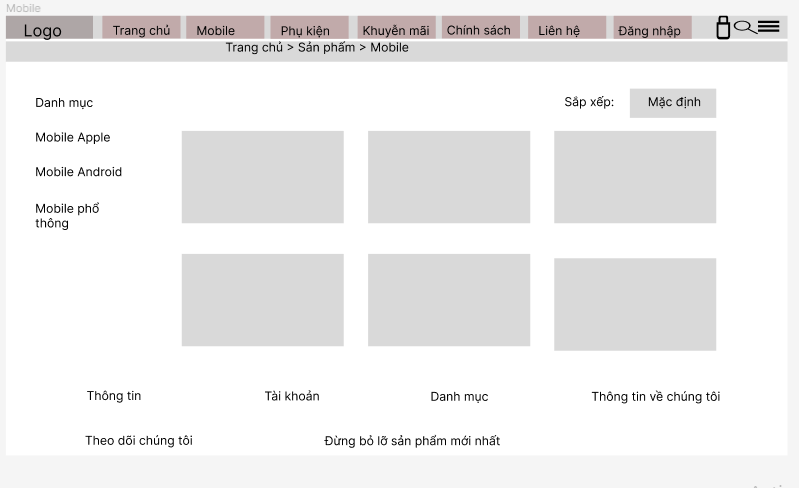 Mobile
Logo
Trang chủ
Mobile
Phụ kiện
Khuyễn mãi
Chính sách
Liên hệ
Đăng nhập
Trang chủ > Sản phẩm > Mobile
Danh mục
Sắp xếp:
Mặc định
Mobile Apple
Mobile Android
Mobile phổ
thông
Thông tin
Tài khoản
Danh mục
Thông tin về chúng tôi
Theo dõi chúng tôi
Đừng bỏ lỡ sản phẩm mới nhất